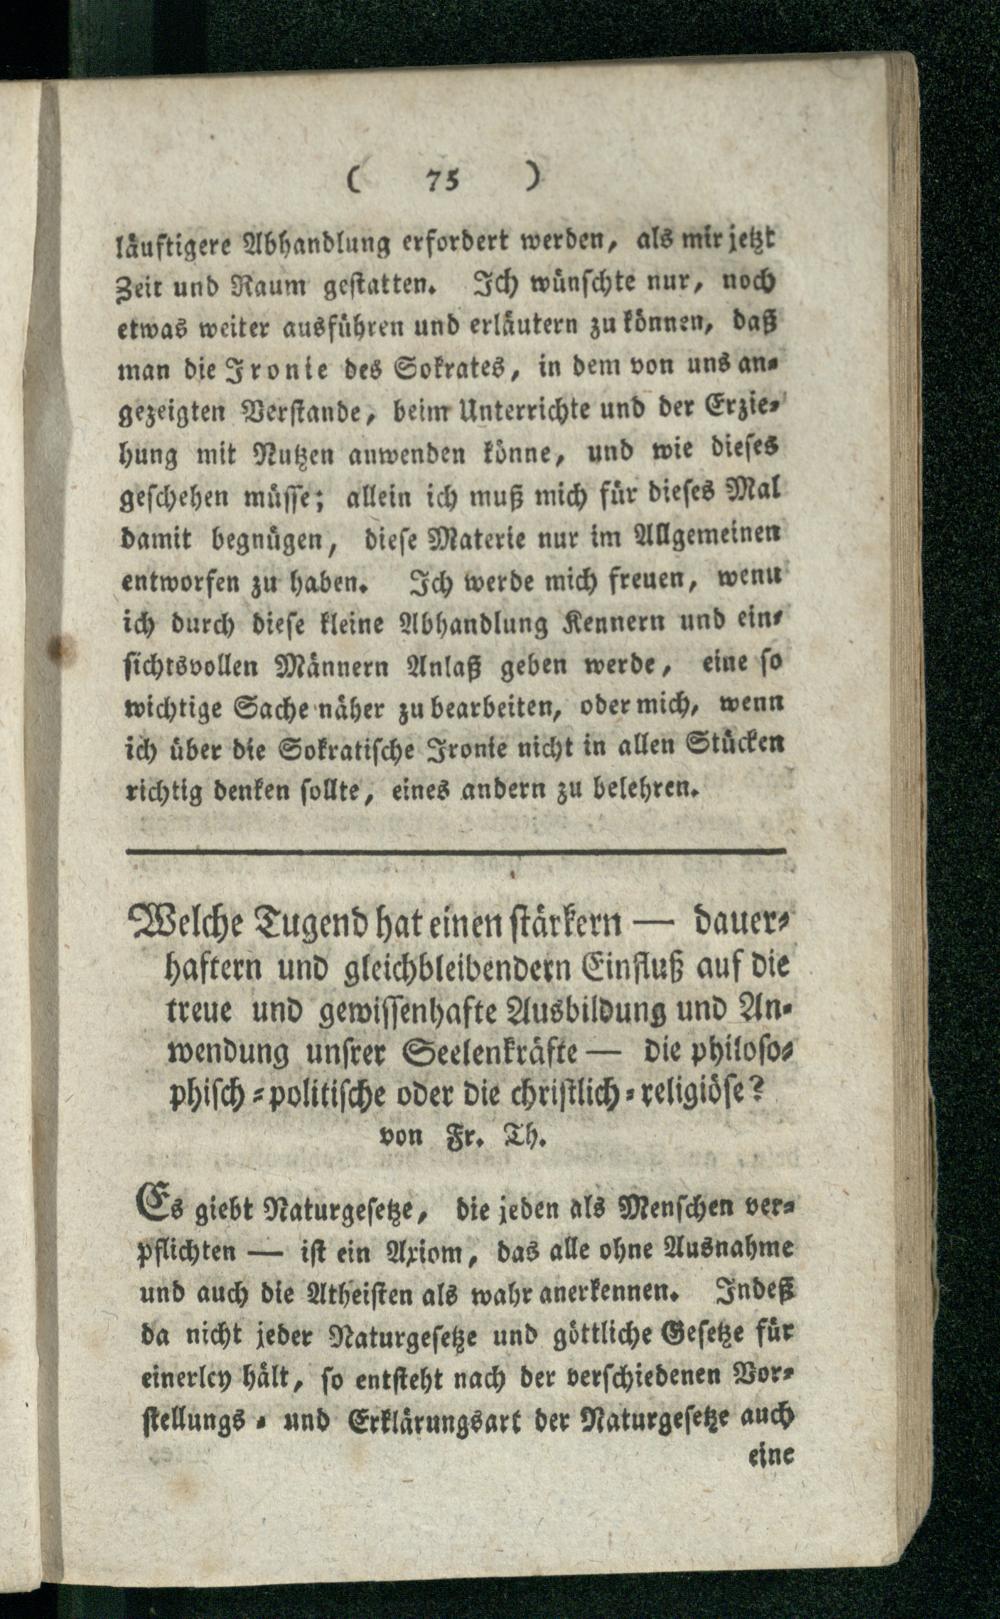 ( 75 )
läuftigere Abhandlung erfordert werden, als mir jetzt
Zeit und Raum gestatten. Ich wünschte nur, noch
etwas weiter ausführen und erläutern zu können, daß
man die Ironie des Sokrates, in dem von uns an-
gezeigten Verstande, beim Unterrichte und der Erzie-
hung mit Nutzen anwenden könne, und wie dieses
geschehen müsse; allein ich muß mich für dieses Mal
damit begnügen, diese Materie nur im Allgemeinen
entworfen zu haben. Ich werde mich freuen, wenn
ich durch diese kleine Abhandlung Kennern und ein-
sichtsvollen Männern Anlaß geben werde, eine so
wichtige Sache näher zu bearbeiten, oder mich, wenn
ich über die Sokratische Ironie nicht in allen Stücken
richtig denken sollte, eines andern zu belehren.
Welche Tugend hat einen stärkern — dauer-
haftern und gleichbleibendern Einfluß auf die
treue und gewissenhafte Ausbildung und An-
wendung unsrer Seelenkräfte — die philoso-
phisch-politische oder die christlich-religiöse?
von Fr. Th.
Es giebt Naturgesetze, die jeden als Menschen ver-
pflichten — ist ein Axiom, das alle ohne Ausnahme
und auch die Atheisten als wahr anerkennen. Indeß
da nicht jeder Naturgesetze und göttliche Gesetze für
einerley hält, so entsteht nach der verschiedenen Vor-
stellungs- und Erklärungsart der Naturgesetze auch
eine